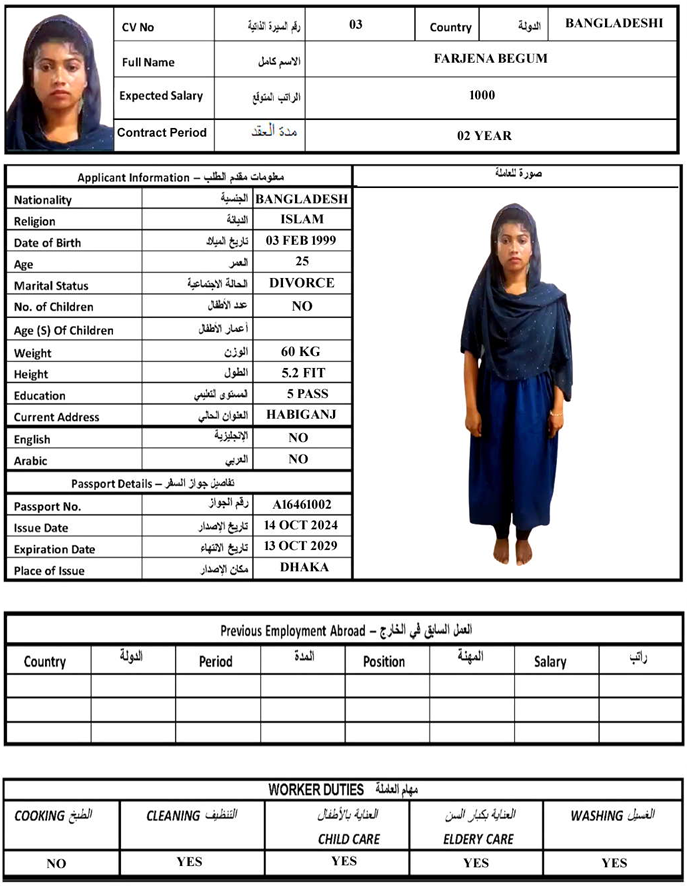 CV No رقم السيرة الذاتية 03 Country الدولة BANGLADESHI
Full Name الاسم كامل FARJENA BEGUM
Expected Salary الراتب المتوقع 1000
Contract Period مدة العقد 02 YEAR
Applicant Information – معلومات مقدم الطلب
صورة للعاملة
Nationality الجنسية BANGLADESH
Religion الديانة ISLAM
Date of Birth تاريخ الميلاد 03 FEB 1999
Age العمر 25
Marital Status الحالة الاجتماعية DIVORCE
No. of Children عدد الأطفال NO
Age (S) Of Children أعمار الأطفال
Weight الوزن 60 KG
Height الطول 5.2 FIT
Education المستوى التعليمي 5 PASS
Current Address العنوان الحالي HABIGANJ
English الإنجليزية NO
Arabic العربي NO
Passport Details – تفاصيل جواز السفر
Passport No. رقم الجواز A16461002
Issue Date تاريخ الإصدار 14 OCT 2024
Expiration Date تاريخ الانتهاء 13 OCT 2029
Place of Issue مكان الإصدار DHAKA
Previous Employment Abroad – العمل السابق في الخارج
Country الدولة Period المدة Position المهنة Salary راتب
WORKER DUTIES مهام العاملة
COOKING الطبخ CLEANING التنظيف العناية بالأطفال العناية بكبار السن WASHING الغسيل
CHILD CARE ELDERY CARE
NO YES YES YES YES